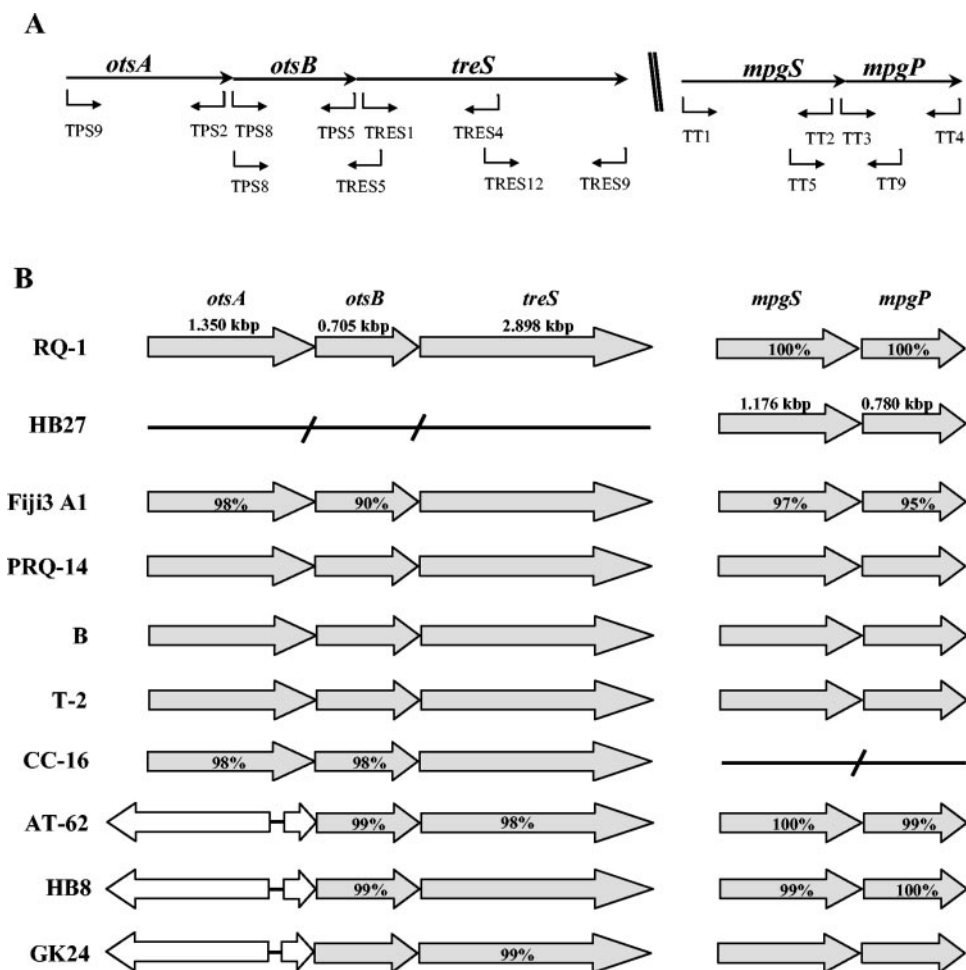 A
otsA otsB treS mpgS mpgP
TPS9 TPS2 TPS8 TPS5 TRES1 TRES4 TT1 TT2 TT3 TT4
TPS8 TRES5 TRES12 TRES9 TT5 TT9
B
otsA otsB treS mpgS mpgP
1.350 kbp 0.705 kbp 2.898 kbp
RQ-1 100% 100%
1.176 kbp 0.780 kbp
HB27
Fiji3 A1 98% 90% 97% 95%
PRQ-14
B
T-2
CC-16 98% 98%
AT-62 99% 98% 100% 99%
HB8 99% 99% 100%
GK24 99%